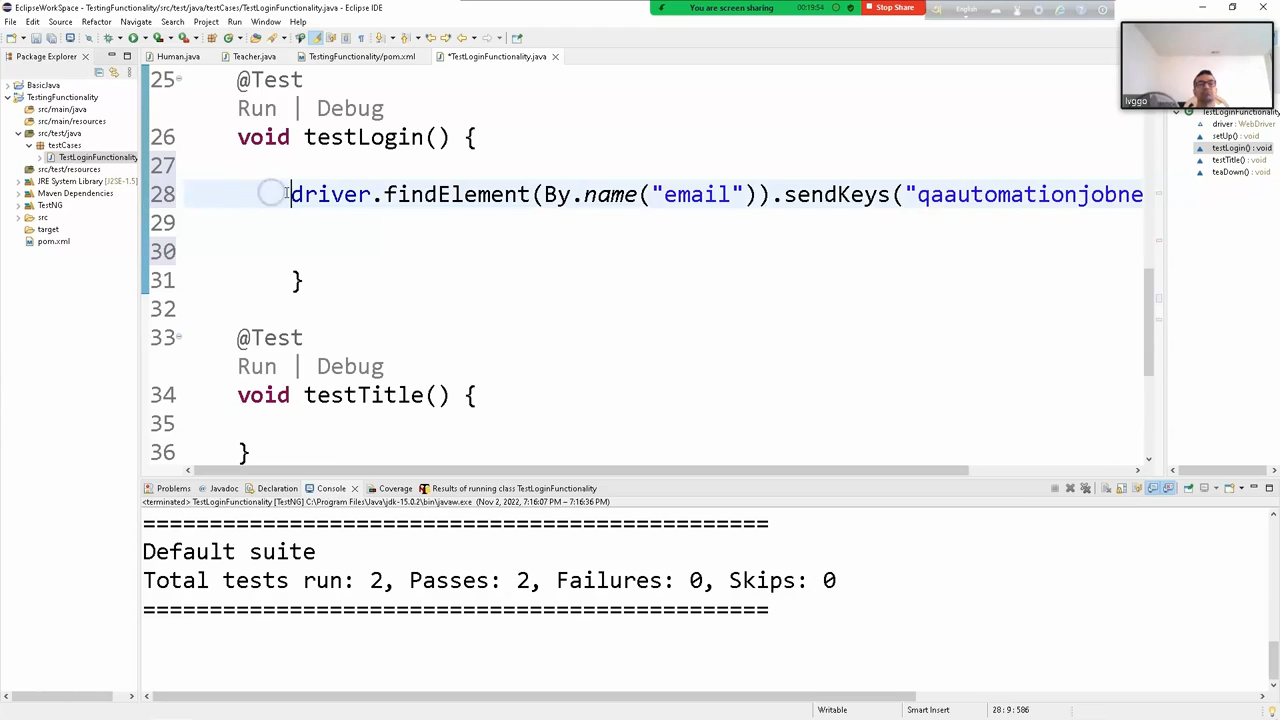 EclipseWorkSpace - TestingFunctionality/src/test/java/testCases/TestLoginFunctionality.java - Eclipse IDE
You are screen sharing
00:19:54
Stop Share
English
File Edit Source Refactor Navigate Search Project Run Window Help
Package Explorer
Human.java
Teacher.java
TestingFunctionality/pom.xml
*TestLoginFunctionality.java
BasicJava
TestingFunctionality
src/main/java
src/main/resources
src/test/java
testCases
TestLoginFunctionality
src/test/resources
JRE System Library [J2SE-1.5]
Maven Dependencies
TestNG
src
target
pom.xml
25 @Test
Run | Debug
26 void testLogin() {
27
28 driver.findElement(By.name("email")).sendKeys("qaautomationjobne
29
30
31 }
32
33 @Test
Run | Debug
34 void testTitle() {
35
36 }
lvggo
TestLoginFunctionality
driver : WebDriver
setUp() : void
testLogin() : void
testTitle() : void
teaDown() : void
Problems
Javadoc
Declaration
Console
Coverage
Results of running class TestLoginFunctionality
<terminated> TestLoginFunctionality [TestNG] C:\Program Files\Java\jdk-15.0.2\bin\javaw.exe (Nov 2, 2022, 7:16:07 PM – 7:16:36 PM)
===============================================
Default suite
Total tests run: 2, Passes: 2, Failures: 0, Skips: 0
===============================================
Writable
Smart Insert
28 : 9 : 586